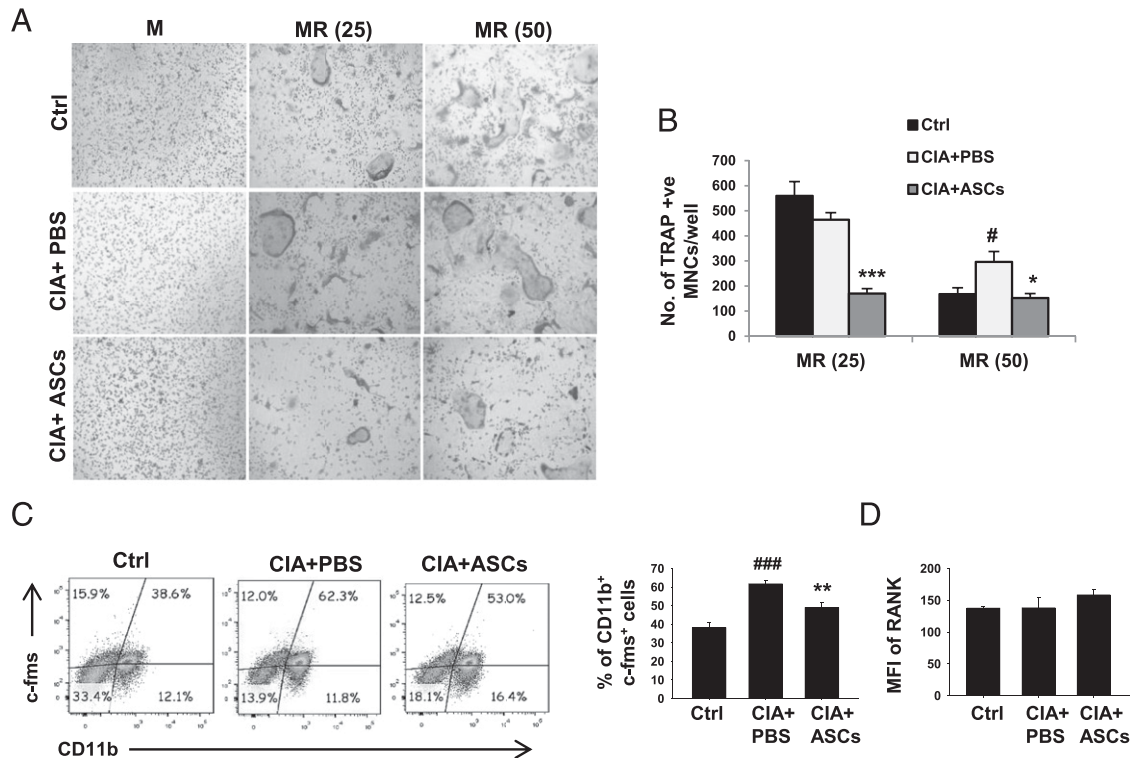 A
M MR (25) MR (50)
Ctrl
CIA+ PBS
CIA+ ASCs
B
Ctrl
CIA+PBS
CIA+ASCs
No. of TRAP +ve
MNCs/well
700
600
500
400
300
200
100
0
***
#
*
MR (25) MR (50)
C
Ctrl CIA+PBS CIA+ASCs
c-fms
15.9% 38.6%
33.4% 12.1%
12.0% 62.3%
13.9% 11.8%
12.5% 53.0%
18.1% 16.4%
CD11b
% of CD11b+
c-fms+ cells
70
60
50
40
30
20
10
0
###
**
Ctrl CIA+ CIA+
PBS ASCs
D
MFI of RANK
200
150
100
50
0
Ctrl CIA+ CIA+
PBS ASCs